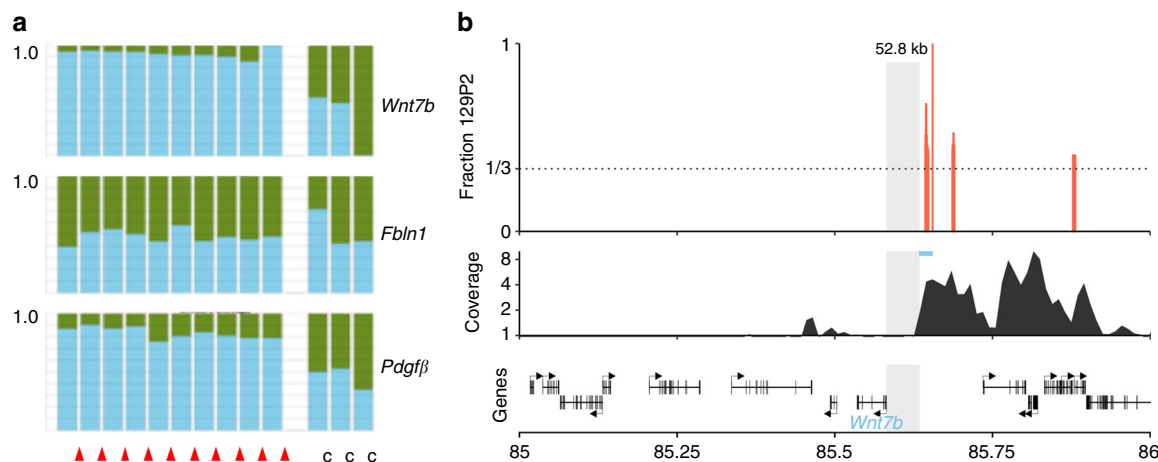 a
1.0
Wnt7b
1.0
Fbln1
1.0
Pdgfβ
c c c
b
Fraction 129P2
1
1/3
0
52.8 kb
Coverage
8
4
2
1
Genes
Wnt7b
85 85.25 85.5 85.75 86